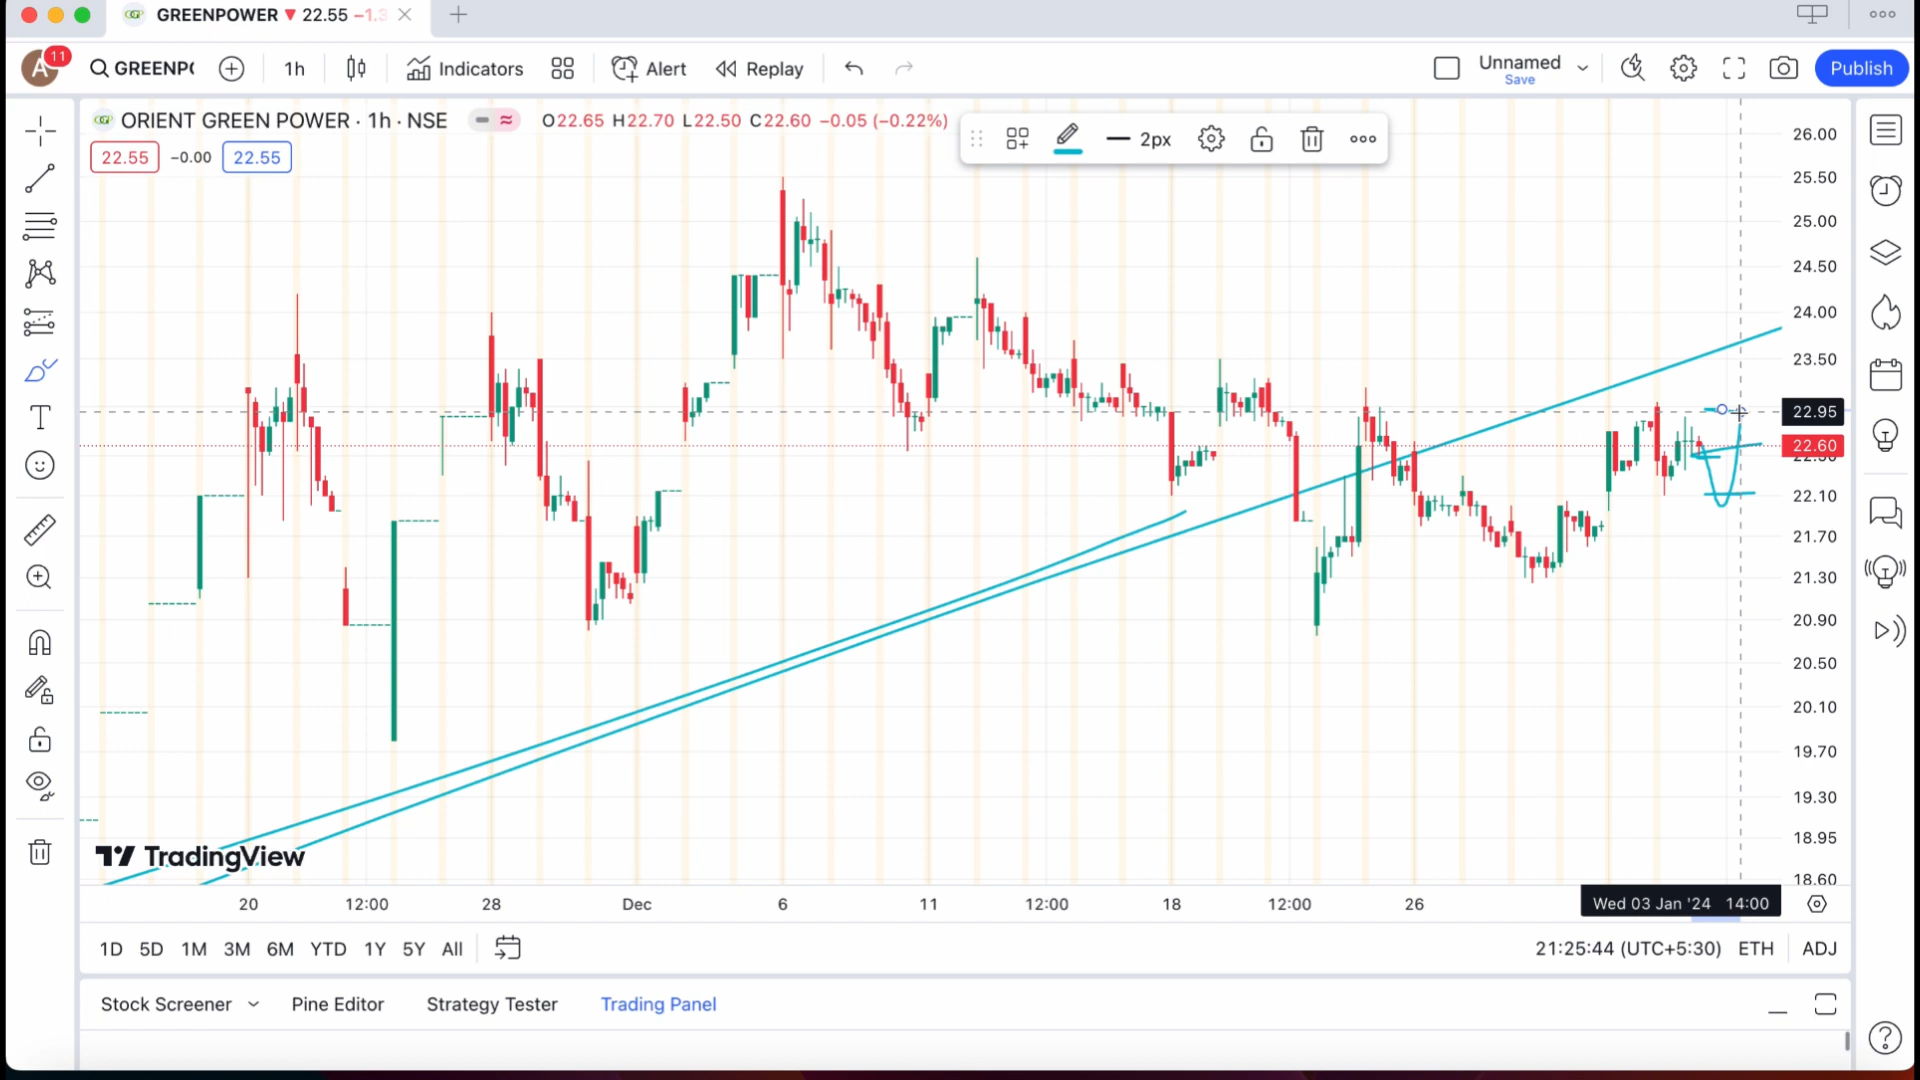 GREENPOWER ▼ 22.55 −1.3
11
A
GREENP
1h
Indicators
Alert
Replay
Unnamed
Save
Publish
ORIENT GREEN POWER · 1h · NSE
O22.65 H22.70 L22.50 C22.60 −0.05 (−0.22%)
22.55 −0.00 22.55
2px
26.00
25.50
25.00
24.50
24.00
23.50
22.95
22.60
22.10
21.70
21.30
20.90
20.50
20.10
19.70
19.30
18.95
18.60
TradingView
20 12:00 28 Dec 6 11 12:00 18 12:00 26
Wed 03 Jan '24 14:00
1D 5D 1M 3M 6M YTD 1Y 5Y All
21:25:44 (UTC+5:30) ETH ADJ
Stock Screener Pine Editor Strategy Tester Trading Panel